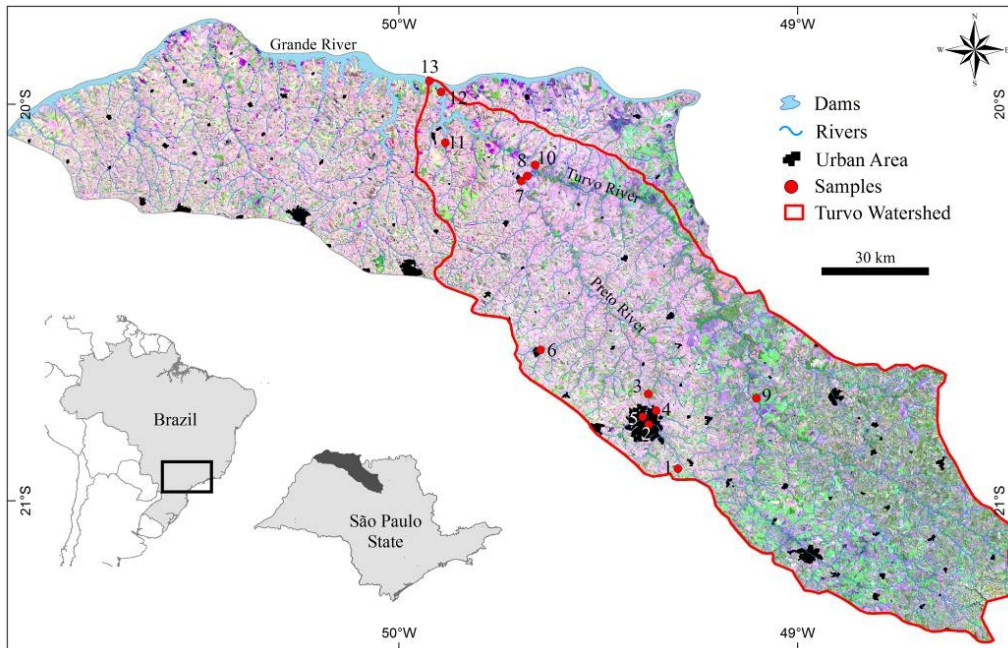 50°W
49°W
Grande River
N
W
E
S
20°S
20°S
13
12
11
10
8
7
Turvo River
Dams
Rivers
Urban Area
Samples
Turvo Watershed
30 km
Preto River
6
3
4
5
2
9
1
Brazil
São Paulo
State
21°S
21°S
50°W
49°W